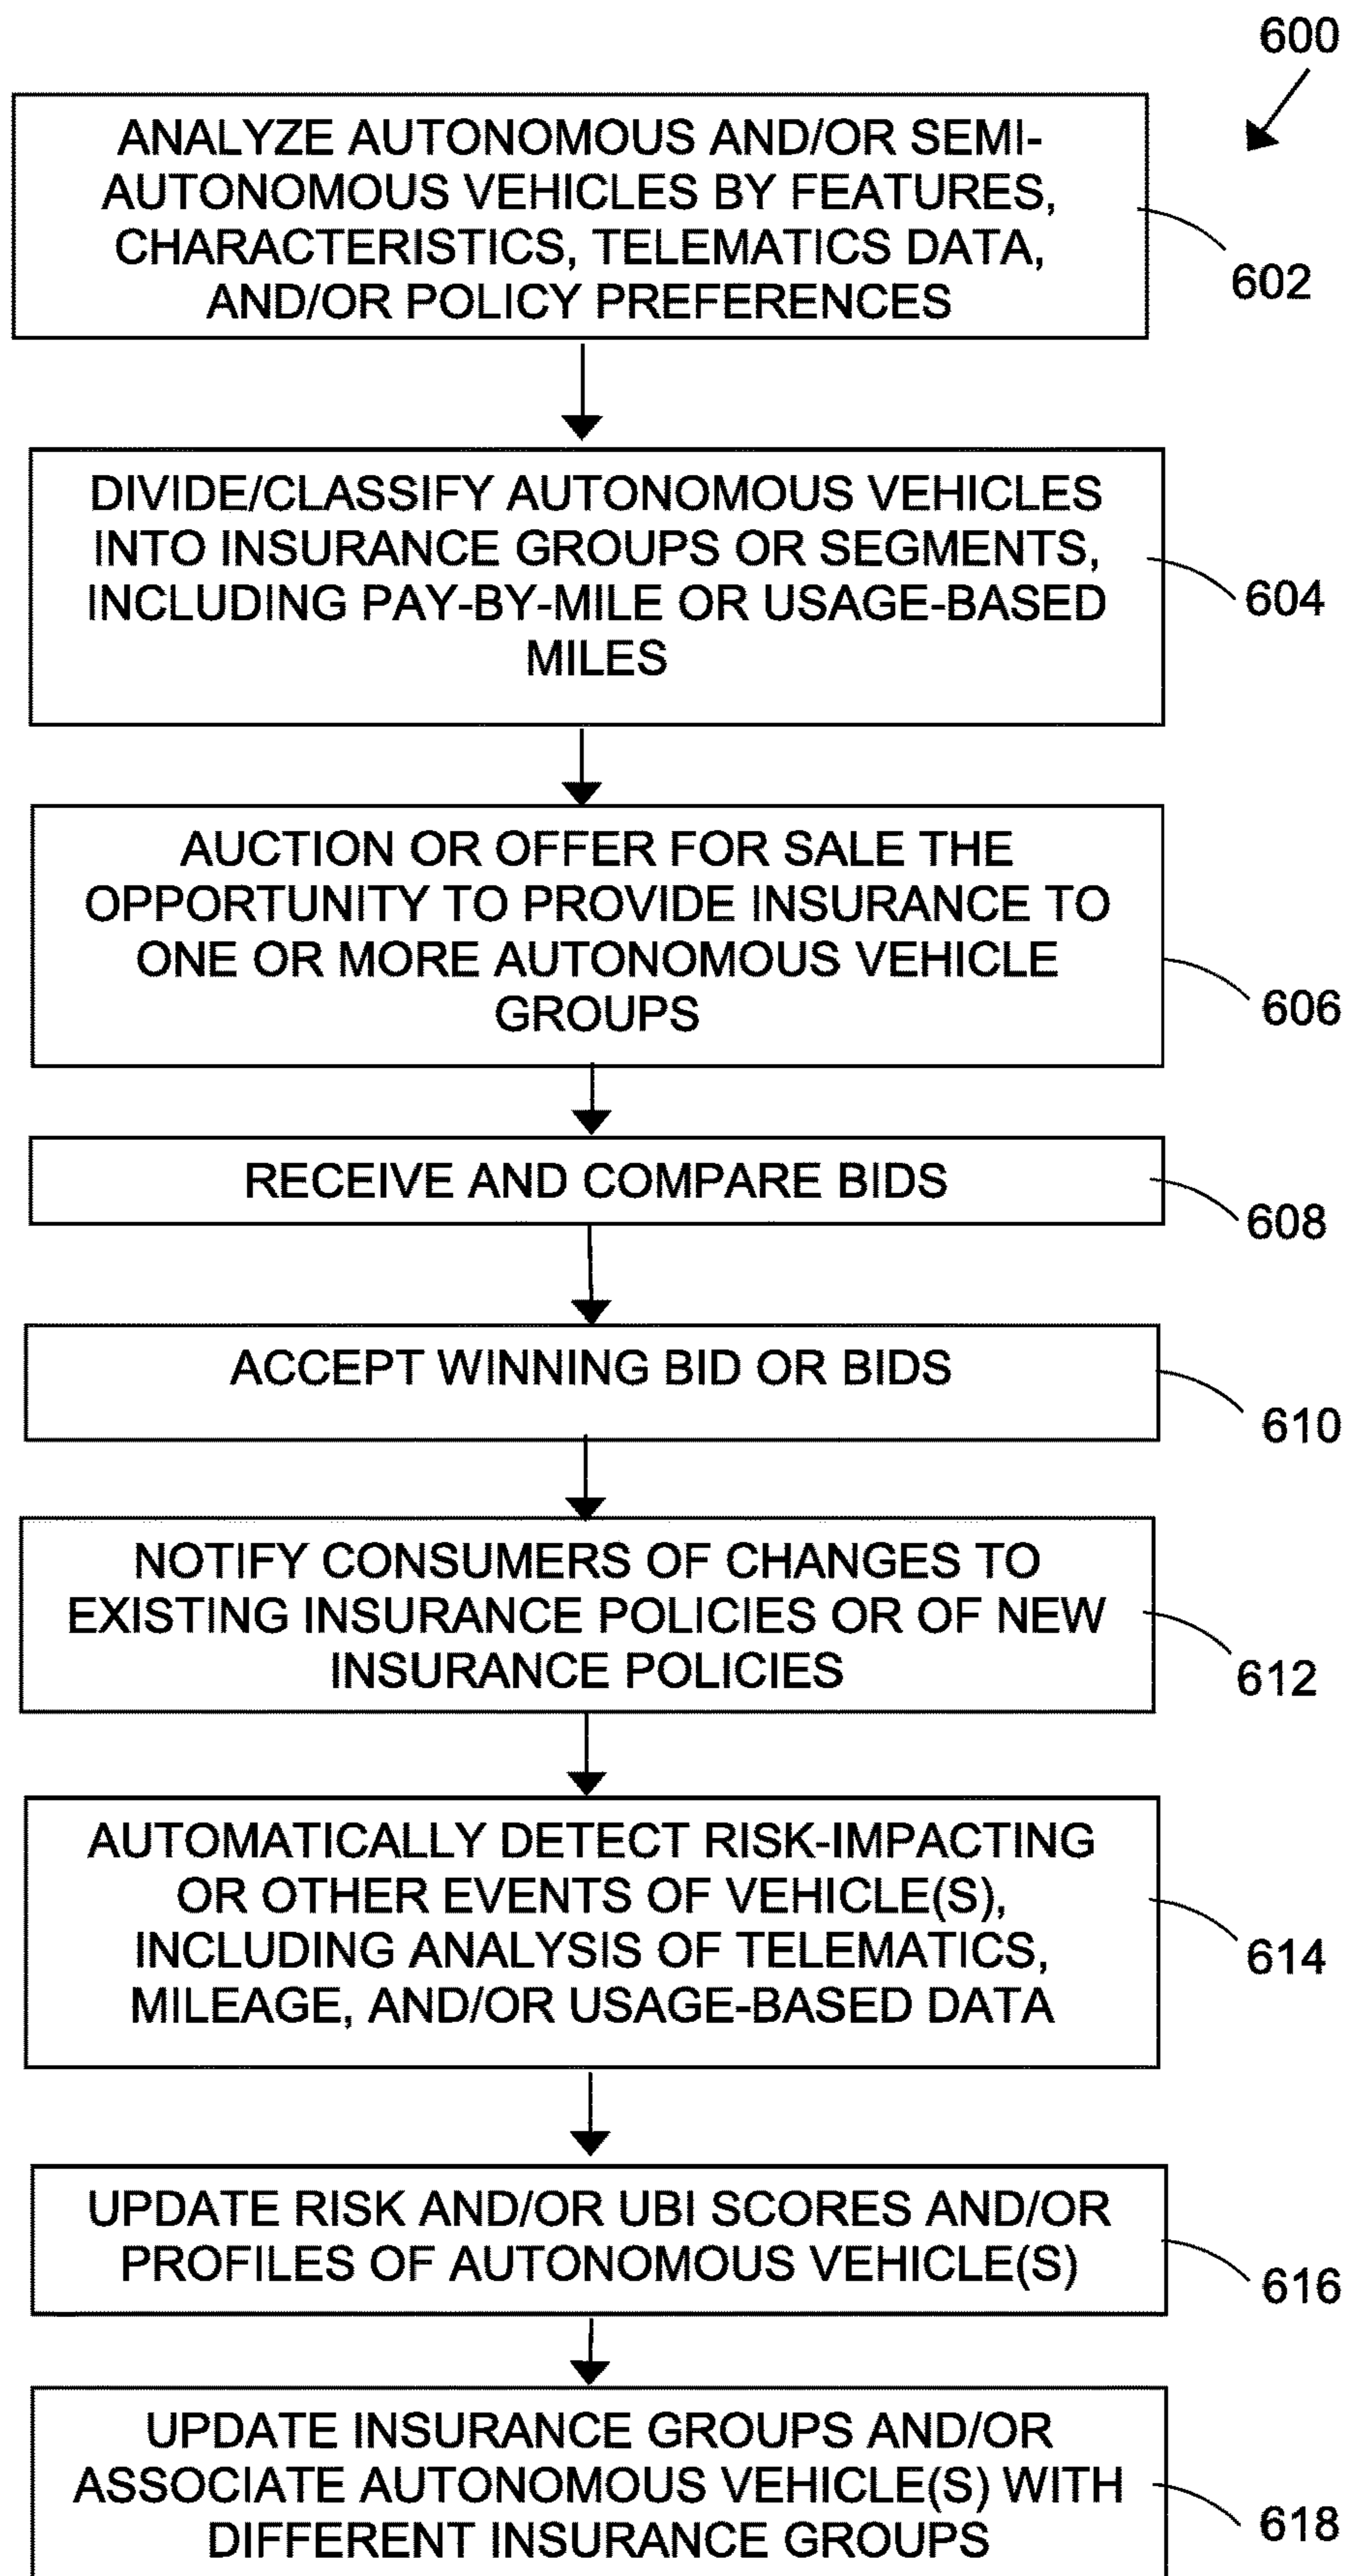 600
ANALYZE AUTONOMOUS AND/OR SEMI-
AUTONOMOUS VEHICLES BY FEATURES,
CHARACTERISTICS, TELEMATICS DATA,
AND/OR POLICY PREFERENCES
602
DIVIDE/CLASSIFY AUTONOMOUS VEHICLES
INTO INSURANCE GROUPS OR SEGMENTS,
INCLUDING PAY-BY-MILE OR USAGE-BASED
MILES
604
AUCTION OR OFFER FOR SALE THE
OPPORTUNITY TO PROVIDE INSURANCE TO
ONE OR MORE AUTONOMOUS VEHICLE
GROUPS
606
RECEIVE AND COMPARE BIDS
608
ACCEPT WINNING BID OR BIDS
610
NOTIFY CONSUMERS OF CHANGES TO
EXISTING INSURANCE POLICIES OR OF NEW
INSURANCE POLICIES
612
AUTOMATICALLY DETECT RISK-IMPACTING
OR OTHER EVENTS OF VEHICLE(S),
INCLUDING ANALYSIS OF TELEMATICS,
MILEAGE, AND/OR USAGE-BASED DATA
614
UPDATE RISK AND/OR UBI SCORES AND/OR
PROFILES OF AUTONOMOUS VEHICLE(S)
616
UPDATE INSURANCE GROUPS AND/OR
ASSOCIATE AUTONOMOUS VEHICLE(S) WITH
DIFFERENT INSURANCE GROUPS
618